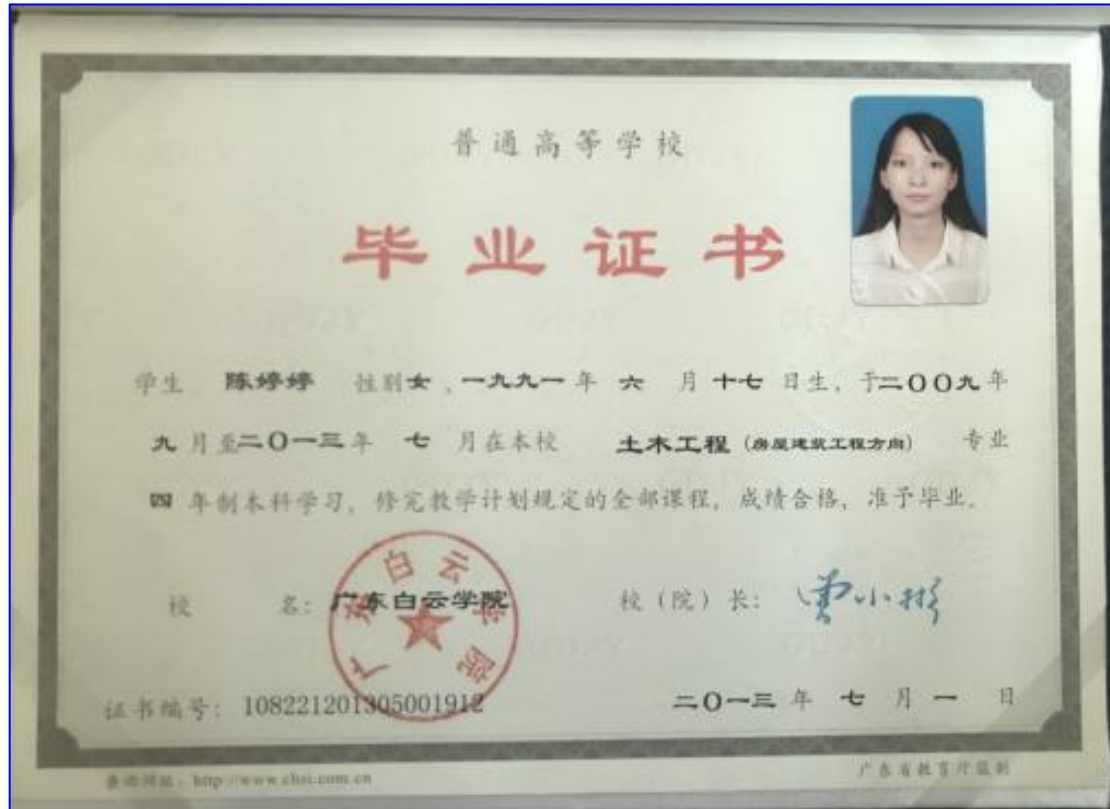 普通高等学校
毕业证书
学生 陈婷婷 性别女，一九九一年 六 月十七日生，于二〇〇九年
九月至二〇一三年 七 月在本校 土木工程（房屋建筑工程方向） 专业
四 年制本科学习，修完教学计划规定的全部课程，成绩合格，准予毕业。
校 名：广东白云学院 校（院）长：
广东白云学院
证书编号：108221201305001912 二〇一三年 七 月 一 日
查询网址：http://www.chsi.com.cn 广东省教育厅监制